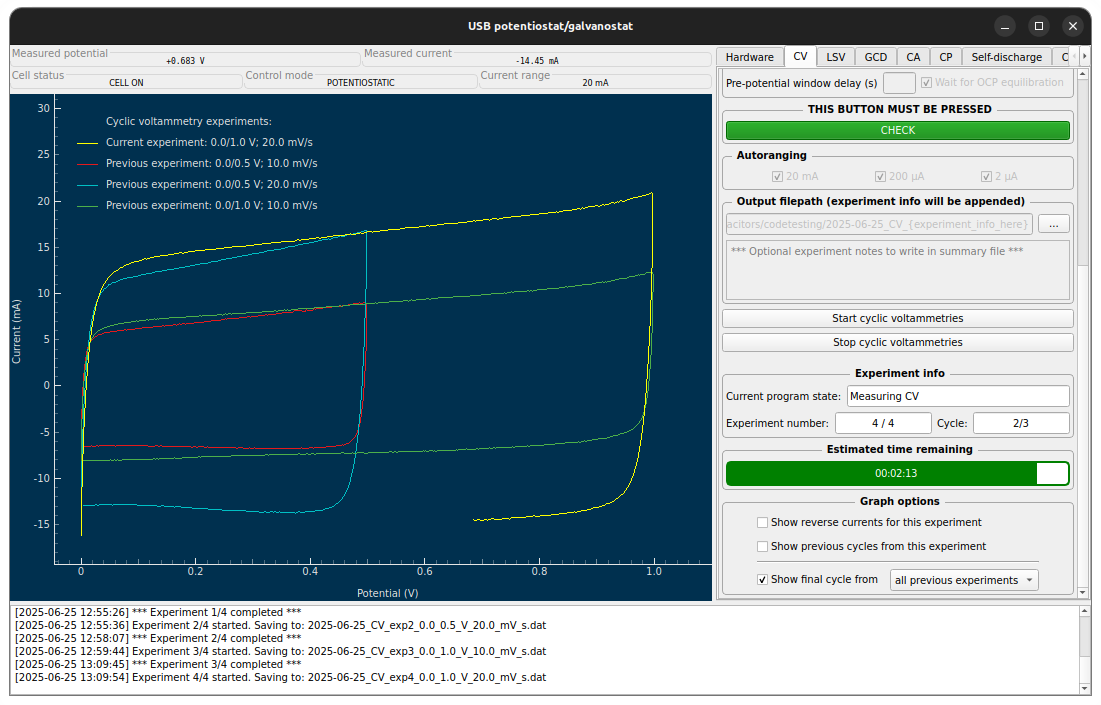 USB potentiostat/galvanostat
Measured potential
+0.683 V
Measured current
-14.45 mA
Cell status
CELL ON
Control mode
POTENTIOSTATIC
Current range
20 mA
Hardware CV LSV GCD CA CP Self-discharge
Pre-potential window delay (s)
Wait for OCP equilibration
THIS BUTTON MUST BE PRESSED
CHECK
Autoranging
20 mA 200 µA 2 µA
Output filepath (experiment info will be appended)
acitors/codetesting/2025-06-25_CV_{experiment_info_here} ...
*** Optional experiment notes to write in summary file ***
Start cyclic voltammetries
Stop cyclic voltammetries
Experiment info
Current program state: Measuring CV
Experiment number: 4 / 4 Cycle: 2/3
Estimated time remaining
00:02:13
Graph options
Show reverse currents for this experiment
Show previous cycles from this experiment
Show final cycle from all previous experiments
Cyclic voltammetry experiments:
Current experiment: 0.0/1.0 V; 20.0 mV/s
Previous experiment: 0.0/0.5 V; 10.0 mV/s
Previous experiment: 0.0/0.5 V; 20.0 mV/s
Previous experiment: 0.0/1.0 V; 10.0 mV/s
Current (mA)
30
25
20
15
10
5
0
-5
-10
-15
0 0.2 0.4 0.6 0.8 1.0
Potential (V)
[2025-06-25 12:55:26] *** Experiment 1/4 completed ***
[2025-06-25 12:55:36] Experiment 2/4 started. Saving to: 2025-06-25_CV_exp2_0.0_0.5_V_20.0_mV_s.dat
[2025-06-25 12:58:07] *** Experiment 2/4 completed ***
[2025-06-25 12:59:44] Experiment 3/4 started. Saving to: 2025-06-25_CV_exp3_0.0_1.0_V_10.0_mV_s.dat
[2025-06-25 13:09:45] *** Experiment 3/4 completed ***
[2025-06-25 13:09:54] Experiment 4/4 started. Saving to: 2025-06-25_CV_exp4_0.0_1.0_V_20.0_mV_s.dat